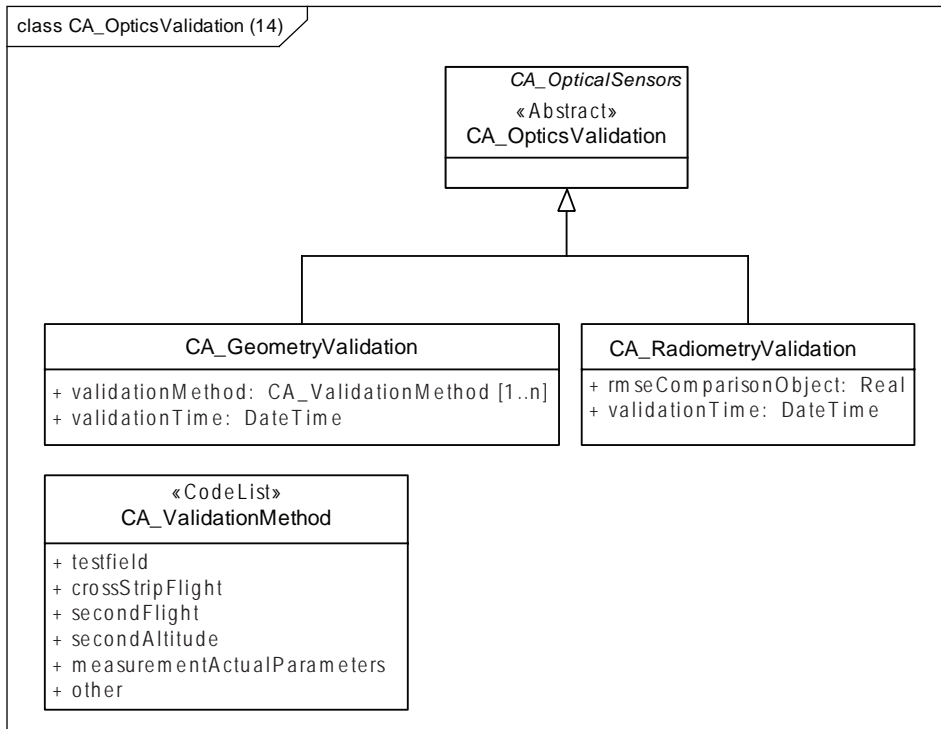 class CA_OpticsValidation (14)
CA_OpticalSensors
«Abstract»
CA_OpticsValidation
CA_GeometryValidation
+ validationMethod: CA_ValidationMethod [1..n]
+ validationTime: DateTime
CA_RadiometryValidation
+ rmseComparisonObject: Real
+ validationTime: DateTime
«CodeList»
CA_ValidationMethod
+ testfield
+ crossStripFlight
+ secondFlight
+ secondAltitude
+ measurementActualParameters
+ other